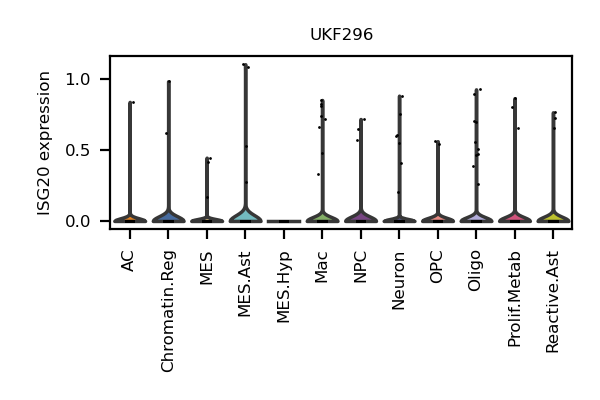 UKF296
ISG20 expression
1.0
0.5
0.0
AC
Chromatin.Reg
MES
MES.Ast
MES.Hyp
Mac
NPC
Neuron
OPC
Oligo
Prolif.Metab
Reactive.Ast